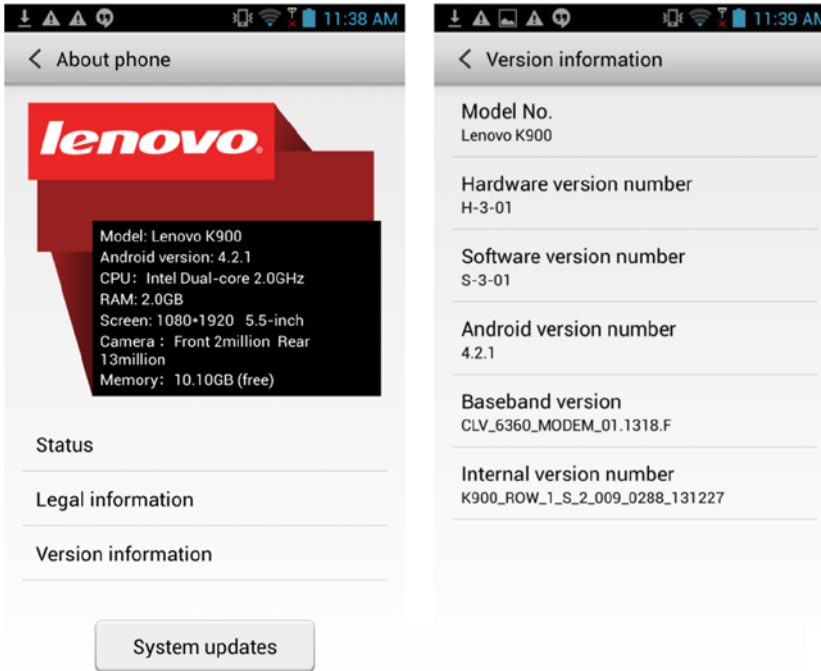 11:38 AM
About phone
lenovo.
Model: Lenovo K900
Android version: 4.2.1
CPU: Intel Dual-core 2.0GHz
RAM: 2.0GB
Screen: 1080*1920 5.5-inch
Camera : Front 2million Rear
13million
Memory: 10.10GB (free)
Status
Legal information
Version information
System updates
11:39 AM
Version information
Model No.
Lenovo K900
Hardware version number
H-3-01
Software version number
S-3-01
Android version number
4.2.1
Baseband version
CLV_6360_MODEM_01.1318.F
Internal version number
K900_ROW_1_S_2_009_0288_131227